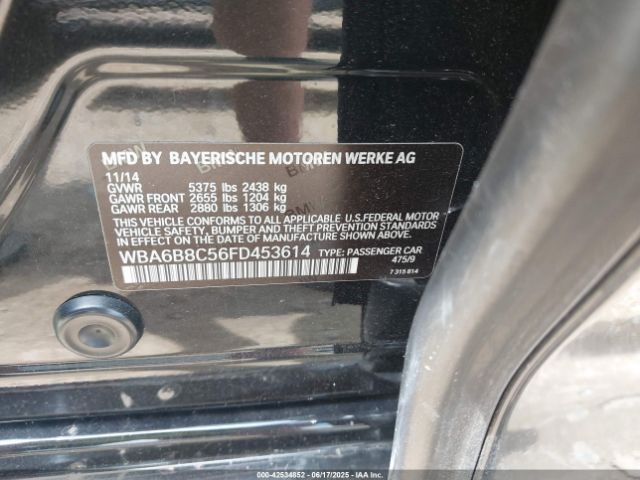 MFD BY BAYERISCHE MOTOREN WERKE AG
11/14
GVWR 5375 lbs 2438 kg
GAWR FRONT 2655 lbs 1204 kg
GAWR REAR 2880 lbs 1306 kg
THIS VEHICLE CONFORMS TO ALL APPLICABLE U.S.FEDERAL MOTOR
VEHICLE SAFETY, BUMPER AND THEFT PREVENTION STANDARDS
IN EFFECT ON THE DATE OF MANUFACTURE SHOWN ABOVE.
WBA6B8C56FD453614 TYPE: PASSENGER CAR
475/9
7 315 814
000-42534852 - 06/17/2025 - IAA Inc.